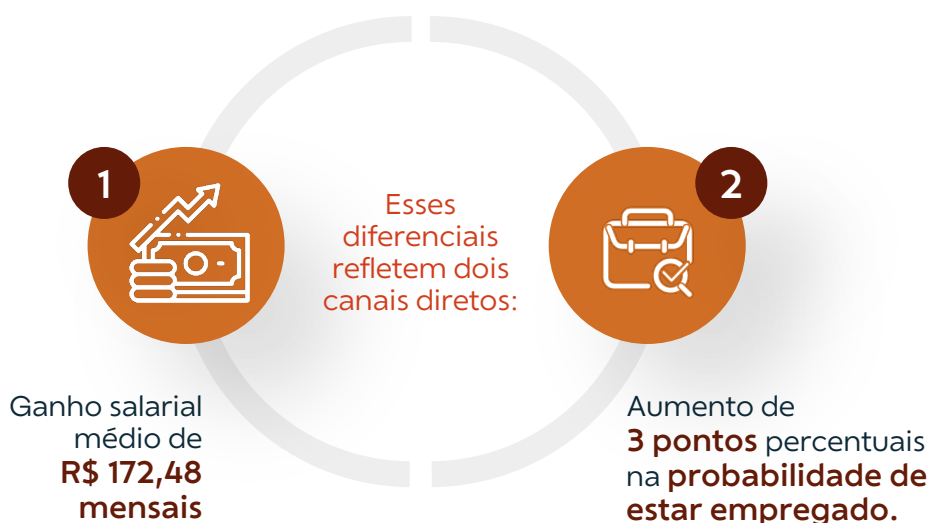 Esses
diferenciais
refletem dois
canais diretos:
1
Ganho salarial
médio de
R$ 172,48
mensais
2
Aumento de
3 pontos percentuais
na probabilidade de
estar empregado.